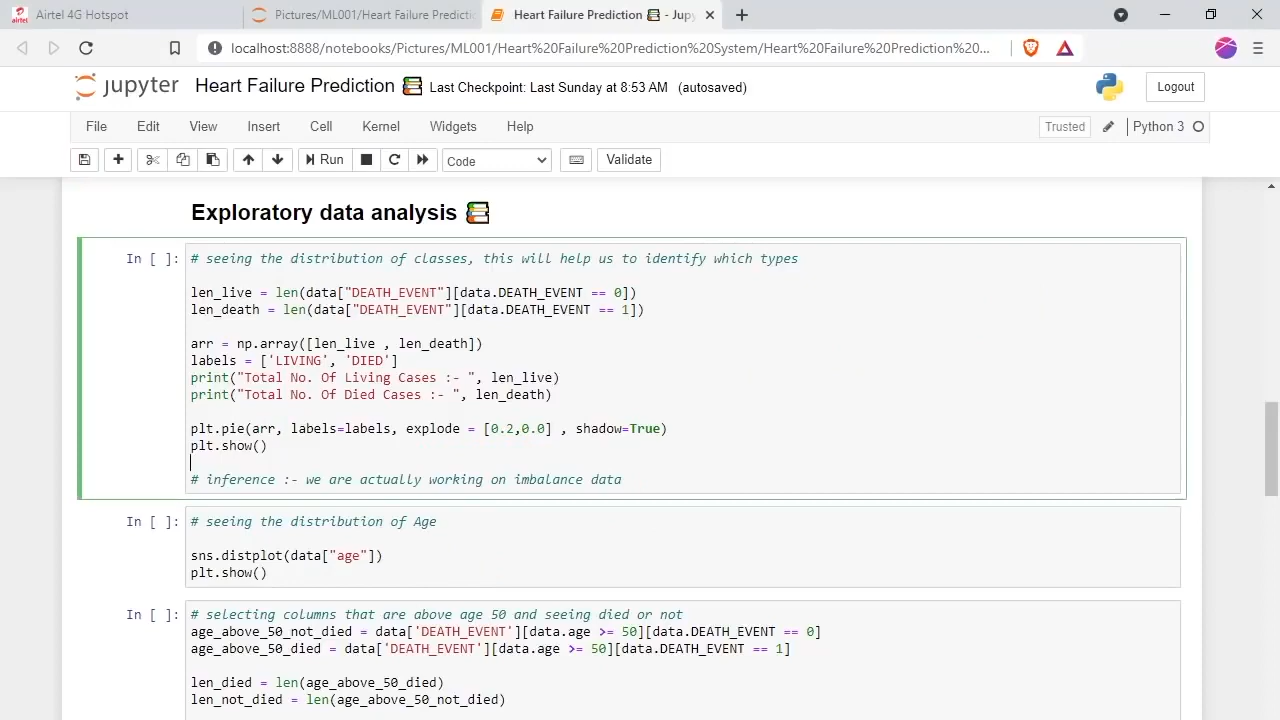 Airtel 4G Hotspot
Pictures/ML001/Heart Failure Predictio
Heart Failure Prediction 📚 - Jup
localhost:8888/notebooks/Pictures/ML001/Heart%20Failure%20Prediction%20System/Heart%20Failure%20Prediction%20...
jupyter Heart Failure Prediction 📚 Last Checkpoint: Last Sunday at 8:53 AM (autosaved)
Logout
File Edit View Insert Cell Kernel Widgets Help
Trusted Python 3
Run Code Validate
Exploratory data analysis 📚
In [ ]: # seeing the distribution of classes, this will help us to identify which types
len_live = len(data["DEATH_EVENT"][data.DEATH_EVENT == 0])
len_death = len(data["DEATH_EVENT"][data.DEATH_EVENT == 1])
arr = np.array([len_live , len_death])
labels = ['LIVING', 'DIED']
print("Total No. Of Living Cases :- ", len_live)
print("Total No. Of Died Cases :- ", len_death)
plt.pie(arr, labels=labels, explode = [0.2,0.0] , shadow=True)
plt.show()
# inference :- we are actually working on imbalance data
In [ ]: # seeing the distribution of Age
sns.distplot(data["age"])
plt.show()
In [ ]: # selecting columns that are above age 50 and seeing died or not
age_above_50_not_died = data['DEATH_EVENT'][data.age >= 50][data.DEATH_EVENT == 0]
age_above_50_died = data['DEATH_EVENT'][data.age >= 50][data.DEATH_EVENT == 1]
len_died = len(age_above_50_died)
len_not_died = len(age_above_50_not_died)